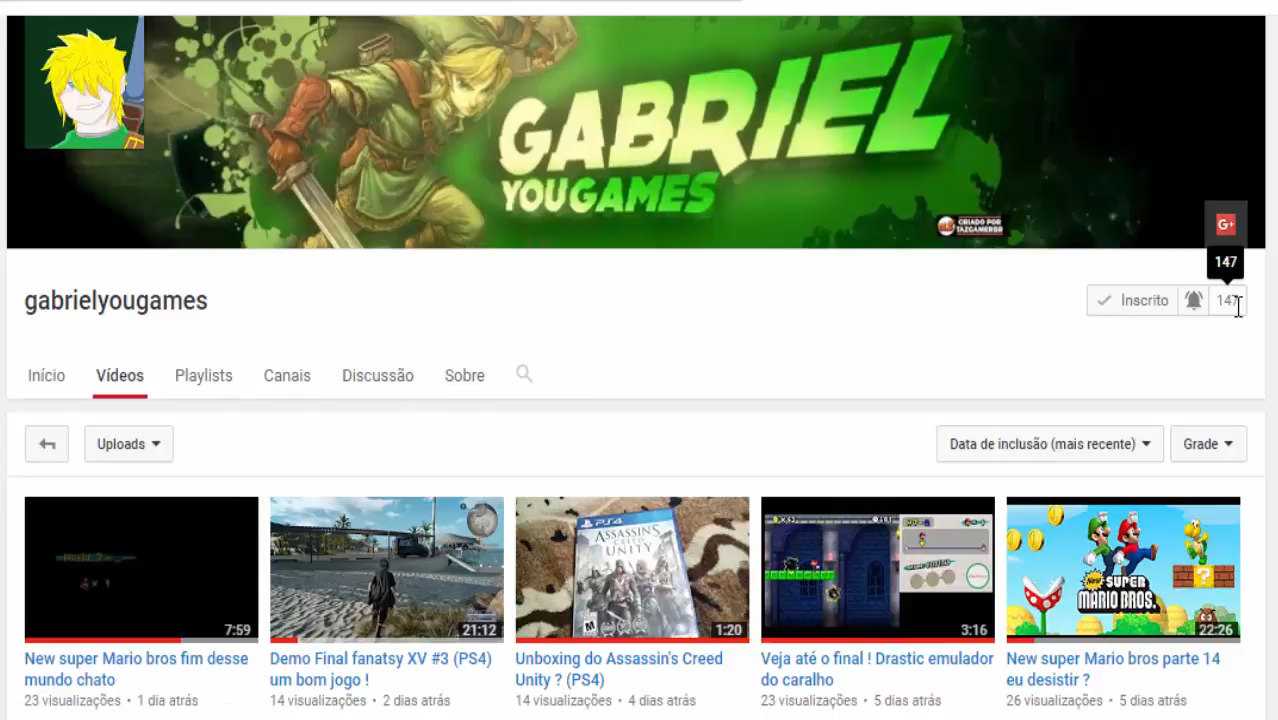 GABRIEL
YOUGAMES
CRIADO POR
TAZGAMERBR
G+
147
gabrielyougames
Inscrito
147
Início Vídeos Playlists Canais Discussão Sobre
Uploads
Data de inclusão (mais recente)
Grade
World 7
7:59
21:12
PS4
ASSASSIN'S
CREED
UNITY
M
1:20
3:16
New
SUPER
MARIO BROS.
22:26
New super Mario bros fim desse
mundo chato
23 visualizações • 1 dia atrás
Demo Final fanatsy XV #3 (PS4)
um bom jogo !
14 visualizações • 2 dias atrás
Unboxing do Assassin's Creed
Unity ? (PS4)
14 visualizações • 4 dias atrás
Veja até o final ! Drastic emulador
do caralho
23 visualizações • 5 dias atrás
New super Mario bros parte 14
eu desistir ?
26 visualizações • 5 dias atrás